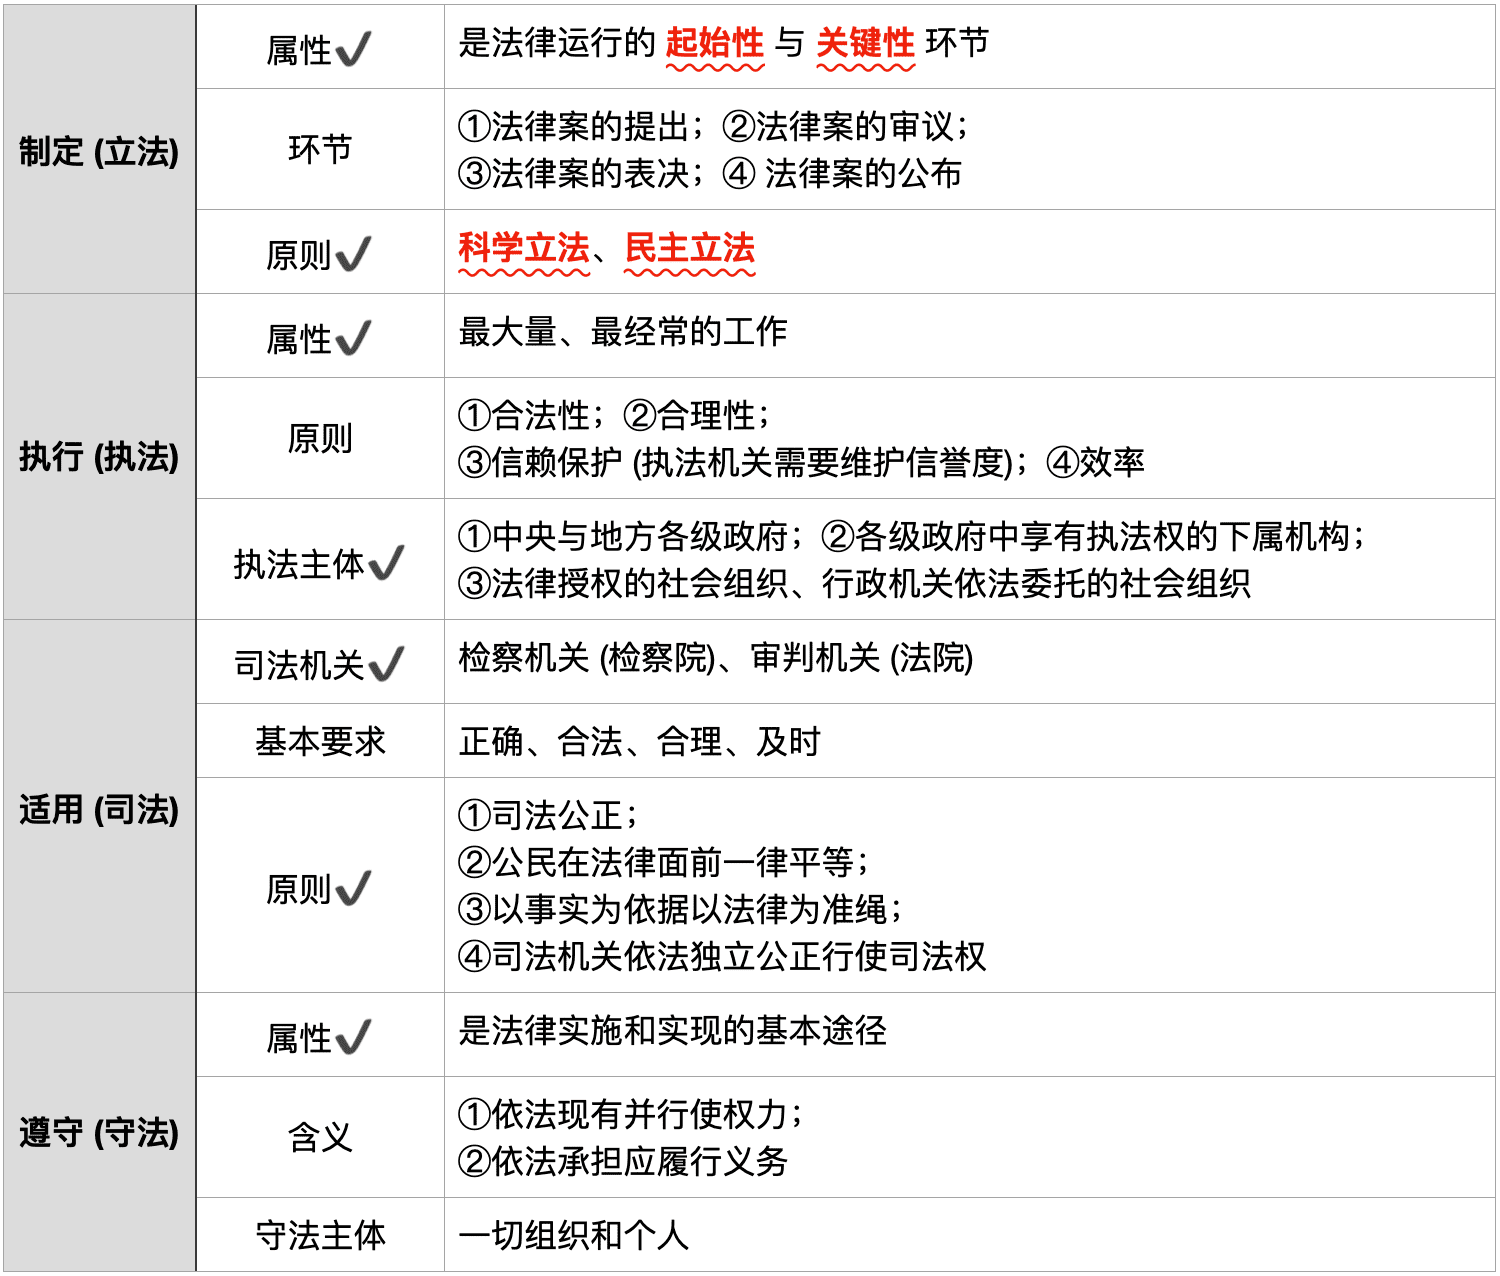 制定 (立法)
属性✔
是法律运行的 起始性 与 关键性 环节
环节
①法律案的提出；②法律案的审议；
③法律案的表决；④ 法律案的公布
原则✔
科学立法、民主立法
执行 (执法)
属性✔
最大量、最经常的工作
原则
①合法性；②合理性；
③信赖保护 (执法机关需要维护信誉度)；④效率
执法主体✔
①中央与地方各级政府；②各级政府中享有执法权的下属机构；
③法律授权的社会组织、行政机关依法委托的社会组织
适用 (司法)
司法机关✔
检察机关 (检察院)、审判机关 (法院)
基本要求
正确、合法、合理、及时
原则✔
①司法公正；
②公民在法律面前一律平等；
③以事实为依据以法律为准绳；
④司法机关依法独立公正行使司法权
遵守 (守法)
属性✔
是法律实施和实现的基本途径
含义
①依法现有并行使权力；
②依法承担应履行义务
守法主体
一切组织和个人